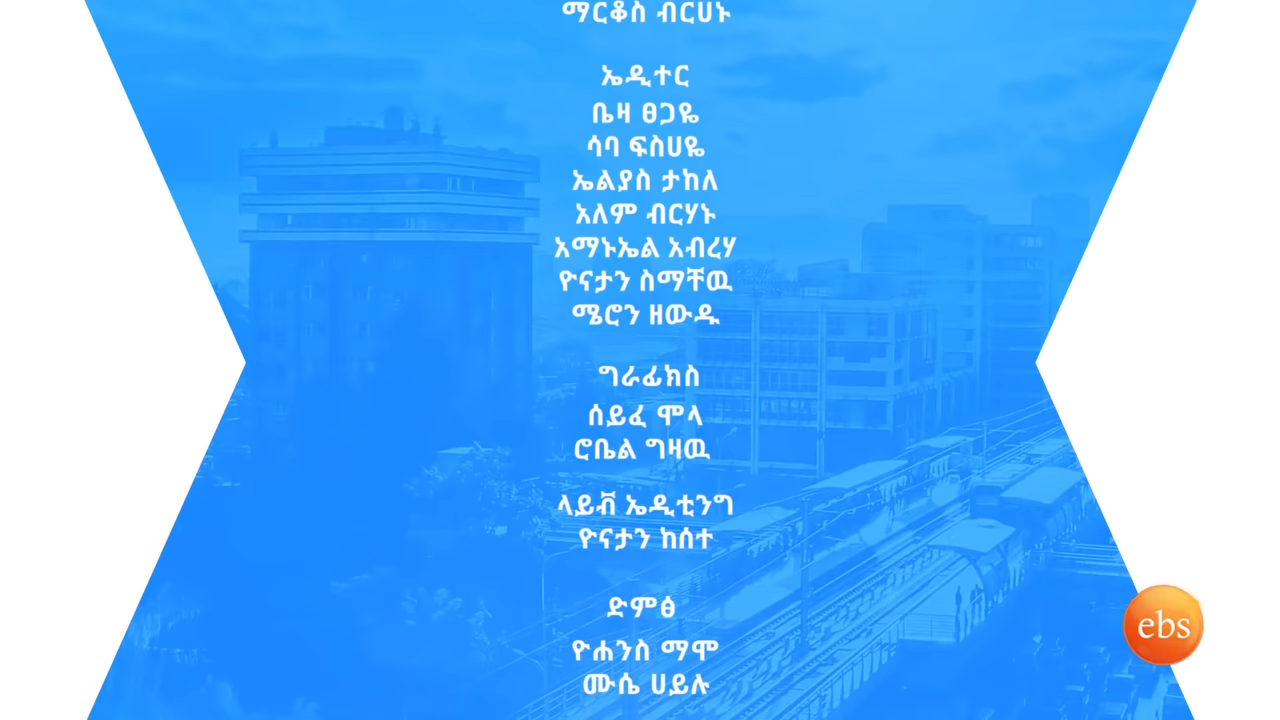 ማርቆስ ብርሀኑ
ኤዲተር
ቤዛ ፀጋዬ
ሳባ ፍስሀዬ
ኤልያስ ታከለ
አለም ብርሃኑ
አማኑኤል አብረሃ
ዮናታን ስማቸዉ
ሜሮን ዘውዱ
ግራፊክስ
ሰይፈ ሞላ
ሮቤል ግዛዉ
ላይቭ ኤዲቲንግ
ዮናታን ከሰተ
ድምፅ
ዮሐንስ ማሞ
ሙሴ ሀይሉ
ebs